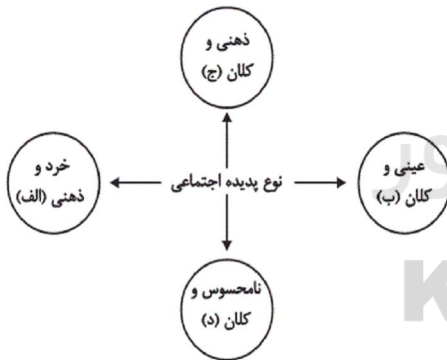 ذهنی و
کلان (ج)
عینی و
کلان (ب)
نوع پدیده اجتماعی
خرد و
ذهنی (الف)
نامحسوس و
کلان (د)